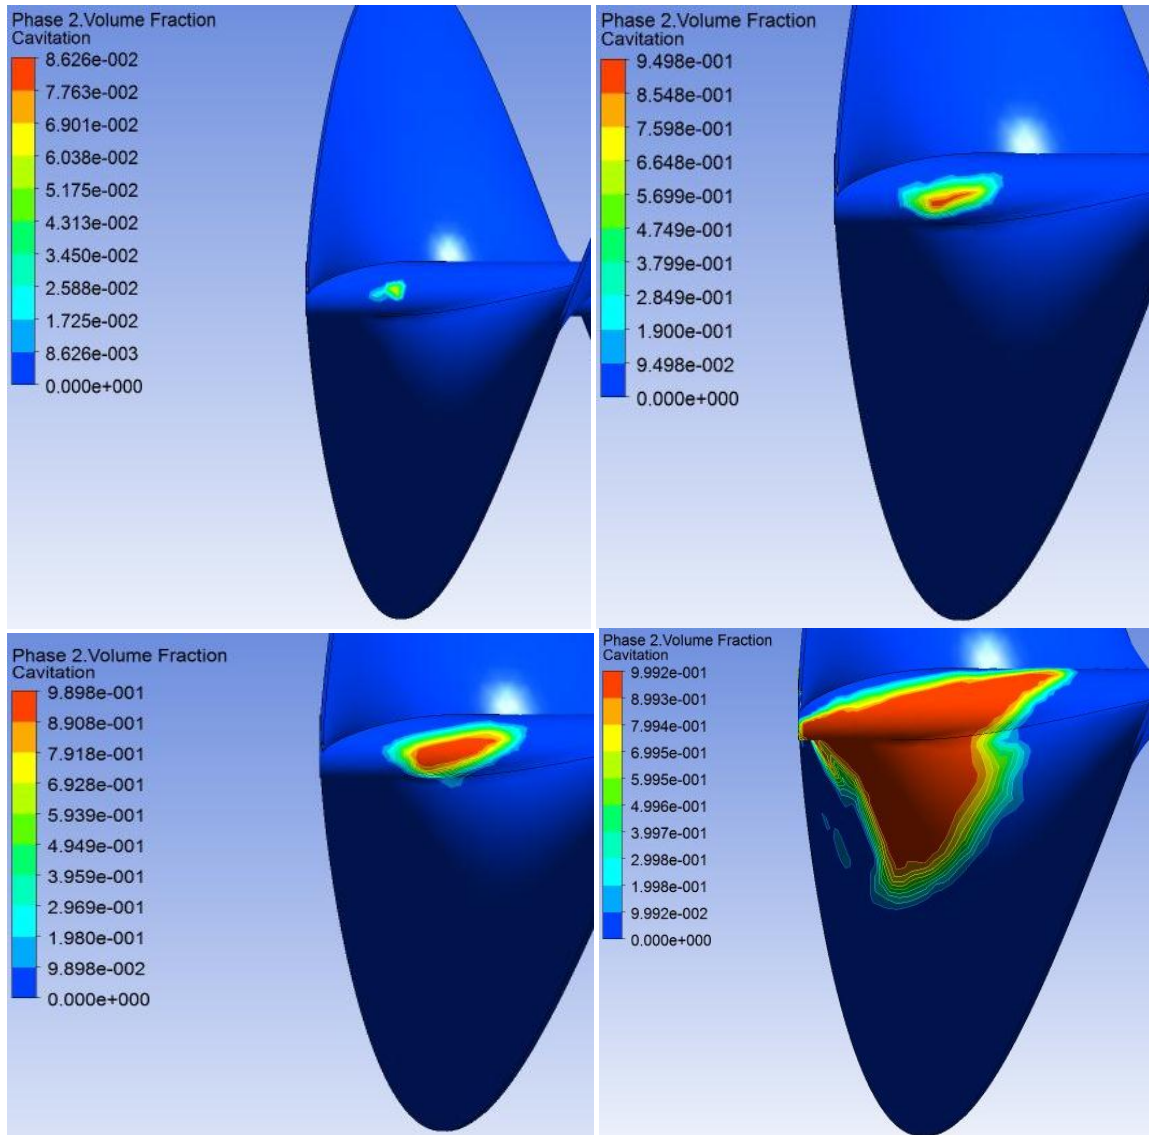 Phase 2.Volume Fraction
Cavitation
8.626e-002
7.763e-002
6.901e-002
6.038e-002
5.175e-002
4.313e-002
3.450e-002
2.588e-002
1.725e-002
8.626e-003
0.000e+000
Phase 2.Volume Fraction
Cavitation
9.498e-001
8.548e-001
7.598e-001
6.648e-001
5.699e-001
4.749e-001
3.799e-001
2.849e-001
1.900e-001
9.498e-002
0.000e+000
Phase 2.Volume Fraction
Cavitation
9.898e-001
8.908e-001
7.918e-001
6.928e-001
5.939e-001
4.949e-001
3.959e-001
2.969e-001
1.980e-001
9.898e-002
0.000e+000
Phase 2.Volume Fraction
Cavitation
9.992e-001
8.993e-001
7.994e-001
6.995e-001
5.995e-001
4.996e-001
3.997e-001
2.998e-001
1.998e-001
9.992e-002
0.000e+000